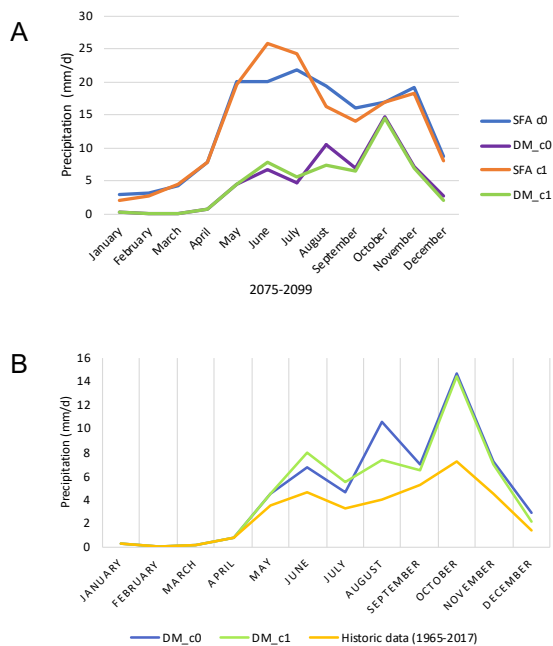 A
Precipitation (mm/d)
30
25
20
15
10
5
0
January
February
March
April
May
June
July
August
September
October
November
December
2075-2099
SFA c0
DM_c0
SFA c1
DM_c1
B
Precipitation (mm/d)
16
14
12
10
8
6
4
2
0
JANUARY
FEBRUARY
MARCH
APRIL
MAY
JUNE
JULY
AUGUST
SEPTEMBER
OCTOBER
NOVEMBER
DECEMBER
DM_c0
DM_c1
Historic data (1965-2017)